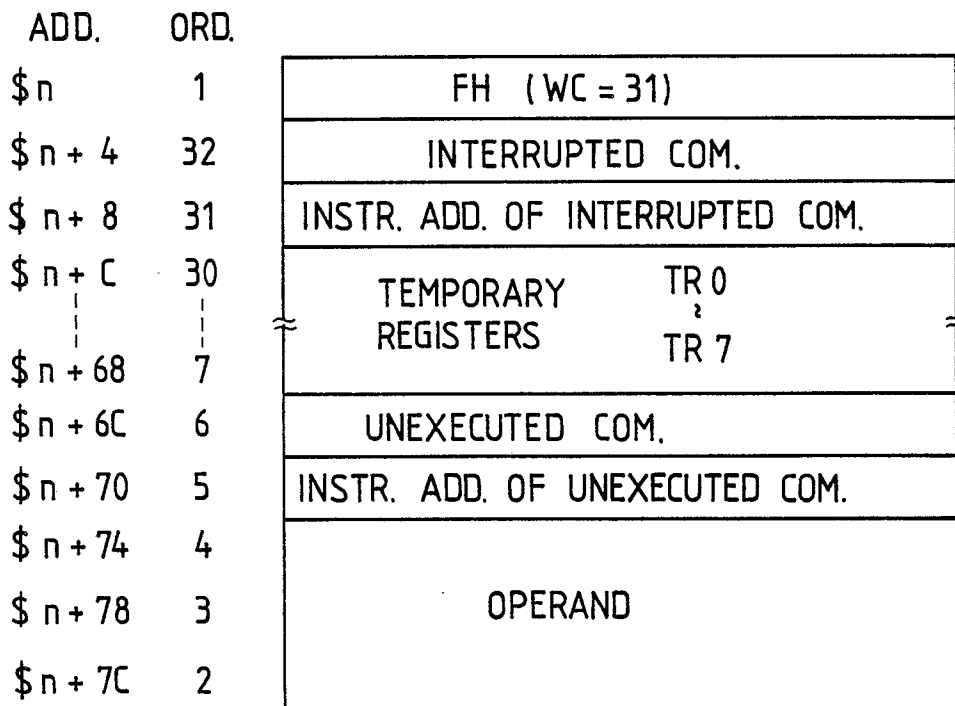 ADD. ORD.
$n 1 FH (WC = 31)
$n + 4 32 INTERRUPTED COM.
$ n + 8 31 INSTR. ADD. OF INTERRUPTED COM.
$ n + C 30 TEMPORARY REGISTERS TR 0
~
$ n + 68 7 TR 7
$ n + 6C 6 UNEXECUTED COM.
$ n + 70 5 INSTR. ADD. OF UNEXECUTED COM.
$ n + 74 4
$ n + 78 3 OPERAND
$ n + 7C 2